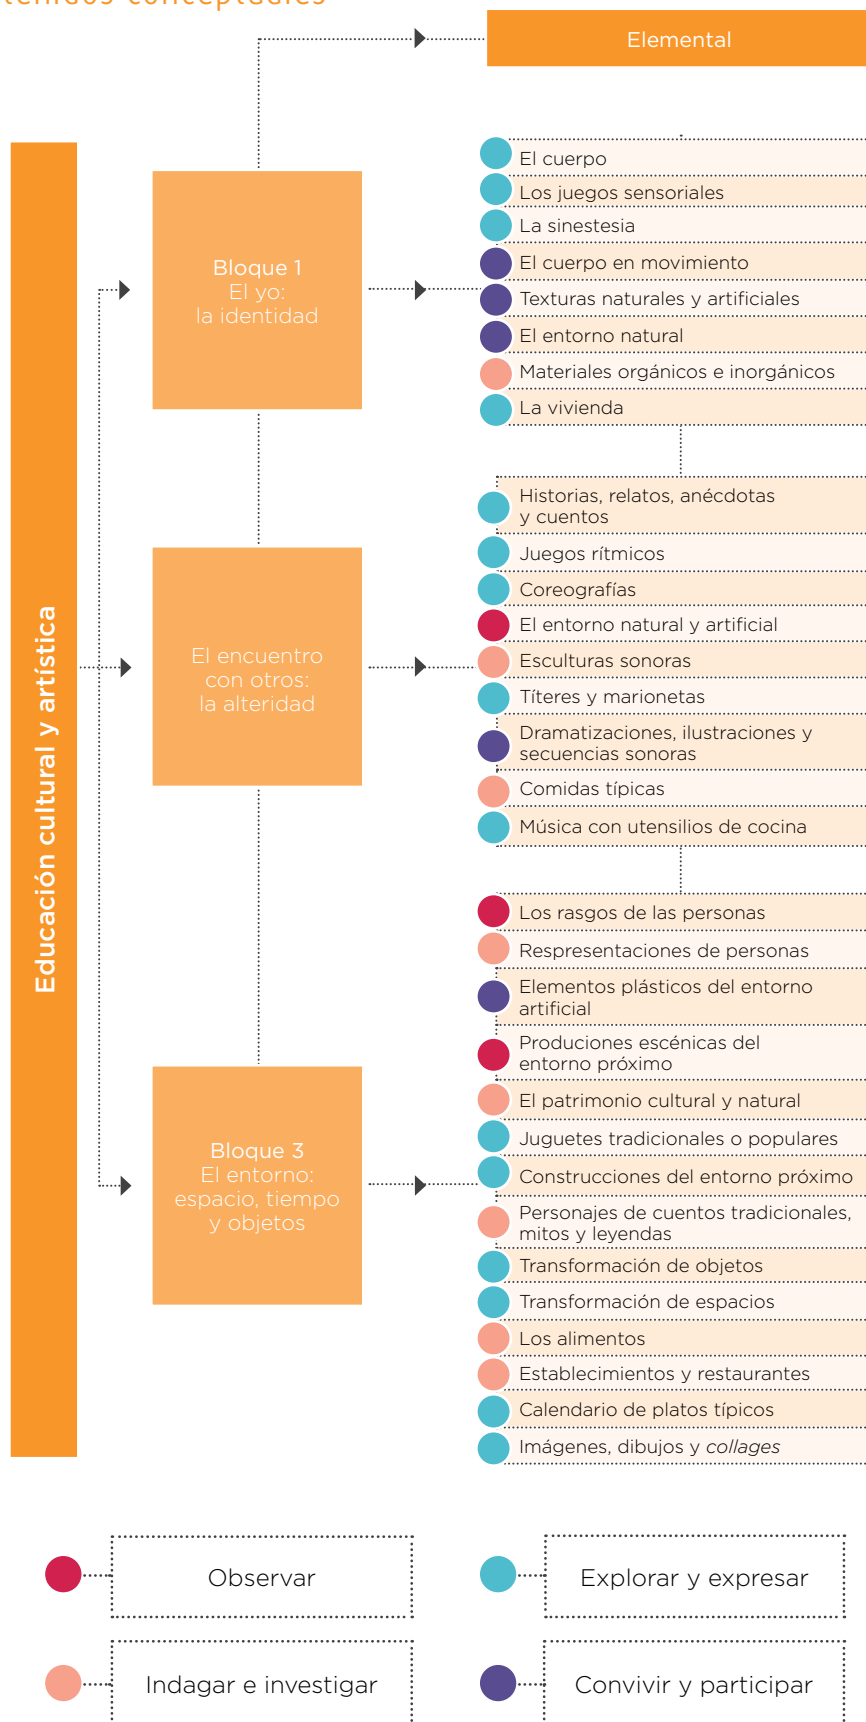 conceptuales
Elemental
Educación cultural y artística
Bloque 1
El yo:
la identidad
El cuerpo
Los juegos sensoriales
La sinestesia
El cuerpo en movimiento
Texturas naturales y artificiales
El entorno natural
Materiales orgánicos e inorgánicos
La vivienda
El encuentro
con otros:
la alteridad
Historias, relatos, anécdotas
y cuentos
Juegos rítmicos
Coreografías
El entorno natural y artificial
Esculturas sonoras
Títeres y marionetas
Dramatizaciones, ilustraciones y
secuencias sonoras
Comidas típicas
Música con utensilios de cocina
Bloque 3
El entorno:
espacio, tiempo
y objetos
Los rasgos de las personas
Respresentaciones de personas
Elementos plásticos del entorno
artificial
Produciones escénicas del
entorno próximo
El patrimonio cultural y natural
Juguetes tradicionales o populares
Construcciones del entorno próximo
Personajes de cuentos tradicionales,
mitos y leyendas
Transformación de objetos
Transformación de espacios
Los alimentos
Establecimientos y restaurantes
Calendario de platos típicos
Imágenes, dibujos y collages
Observar
Explorar y expresar
Indagar e investigar
Convivir y participar